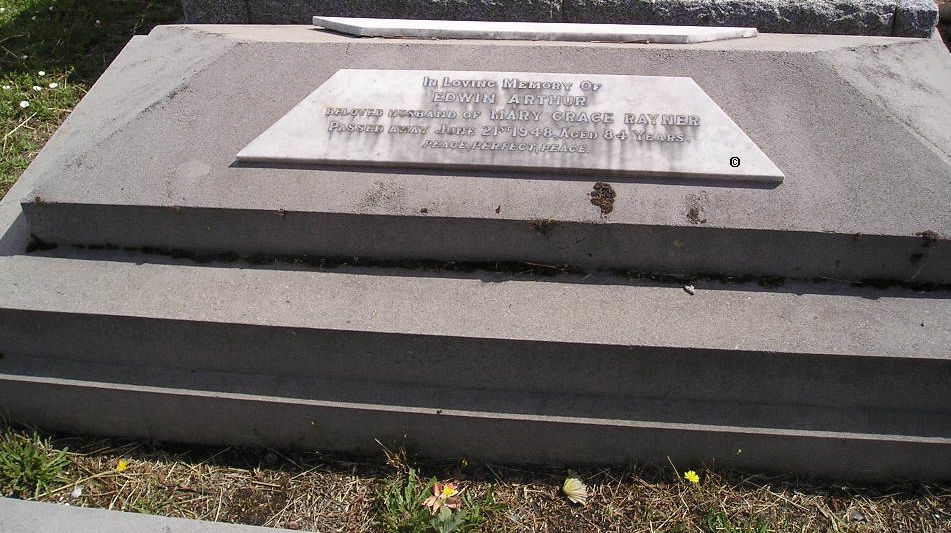 In Loving Memory Of
EDWIN ARTHUR
BELOVED HUSBAND OF MARY GRACE RAYNER
Passed away June 21ST 1948, Aged 84 Years.
PEACE, PERFECT, PEACE.
©